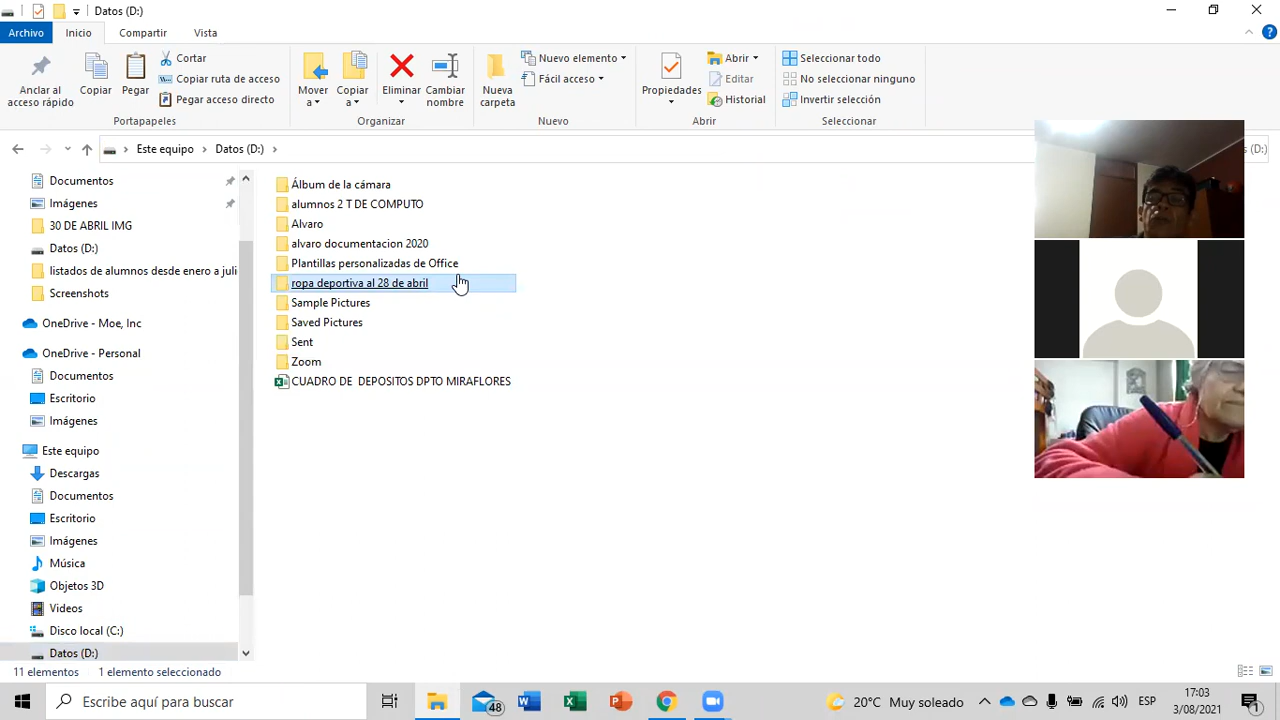 Datos (D:)
Archivo Inicio Compartir Vista
Anclar al acceso rápido
Copiar
Pegar
Cortar
Copiar ruta de acceso
Pegar acceso directo
Portapapeles
Mover a
Copiar a
Eliminar
Cambiar nombre
Organizar
Nueva carpeta
Nuevo elemento
Fácil acceso
Nuevo
Propiedades
Abrir
Editar
Historial
Abrir
Seleccionar todo
No seleccionar ninguno
Invertir selección
Seleccionar
Este equipo > Datos (D:) >
(D:)
Documentos
Imágenes
30 DE ABRIL IMG
Datos (D:)
listados de alumnos desde enero a juli
Screenshots
OneDrive - Moe, Inc
OneDrive - Personal
Documentos
Escritorio
Imágenes
Este equipo
Descargas
Documentos
Escritorio
Imágenes
Música
Objetos 3D
Videos
Disco local (C:)
Datos (D:)
Álbum de la cámara
alumnos 2 T DE COMPUTO
Alvaro
alvaro documentacion 2020
Plantillas personalizadas de Office
ropa deportiva al 28 de abril
Sample Pictures
Saved Pictures
Sent
Zoom
CUADRO DE DEPOSITOS DPTO MIRAFLORES
11 elementos 1 elemento seleccionado
Escribe aquí para buscar
48
20°C Muy soleado
ESP
17:03
3/08/2021
1